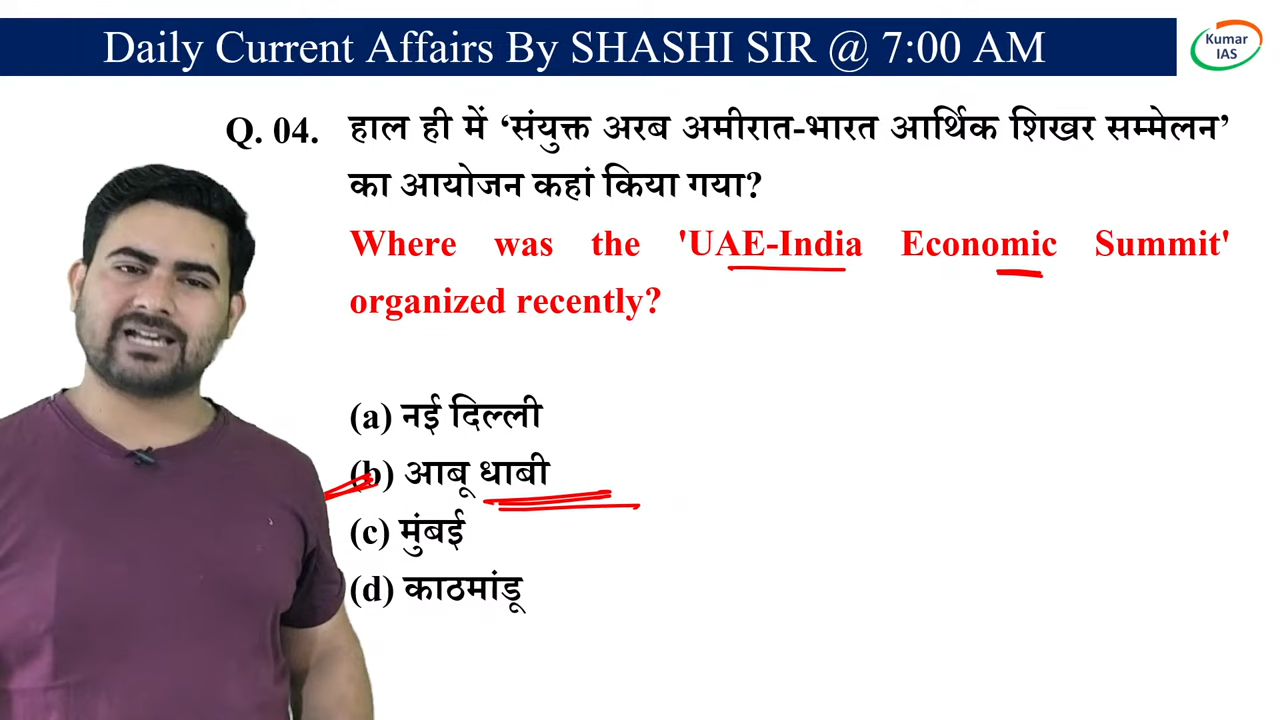 Daily Current Affairs By SHASHI SIR @ 7:00 AM
Kumar
IAS
Q. 04. हाल ही में ‘संयुक्त अरब अमीरात-भारत आर्थिक शिखर सम्मेलन’
का आयोजन कहां किया गया?
Where was the 'UAE-India Economic Summit'
organized recently?
(a) नई दिल्ली
(b) आबू धाबी
(c) मुंबई
(d) काठमांडू